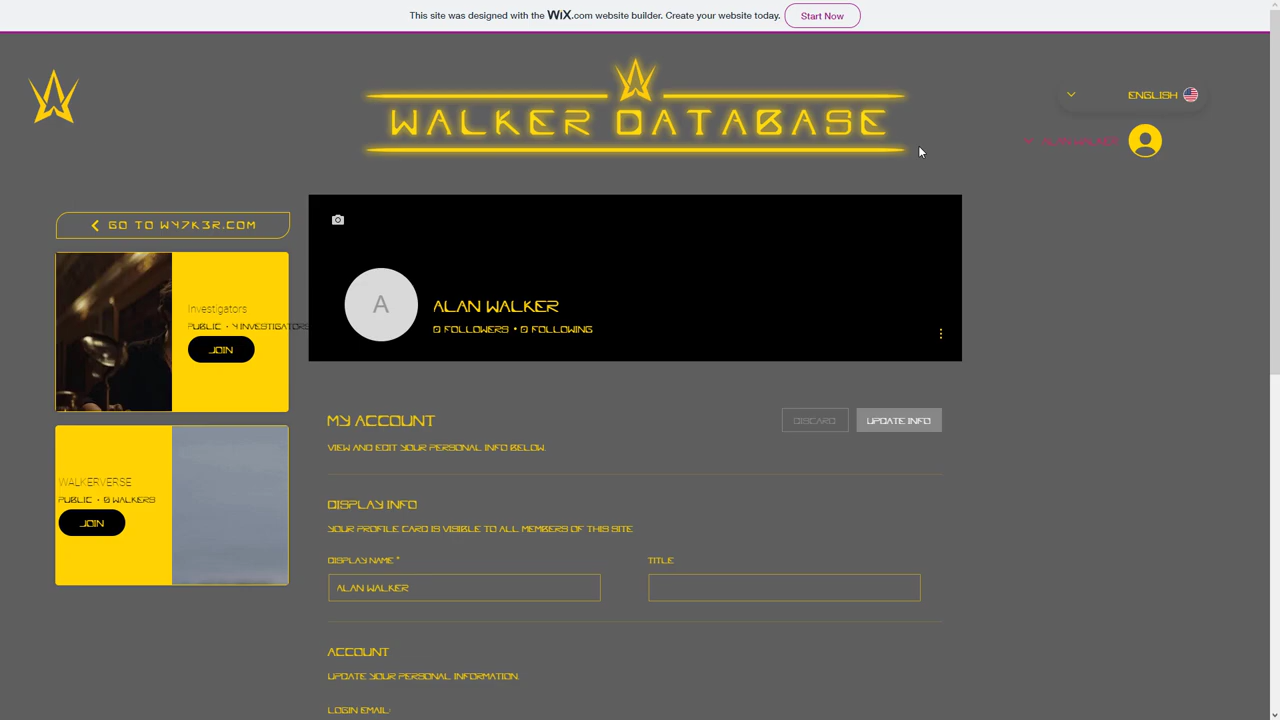 This site was designed with the WiX.com website builder. Create your website today.
Start Now
WALKER DATABASE
ENGLISH
ALAN WALKER
GO TO WY7K3R.COM
Investigators
PUBLIC • 4 INVESTIGATORS
JOIN
WALKERVERSE
PUBLIC • 0 WALKERS
JOIN
A
ALAN WALKER
0 FOLLOWERS • 0 FOLLOWING
MY ACCOUNT
DISCARD
UPDATE INFO
VIEW AND EDIT YOUR PERSONAL INFO BELOW.
DISPLAY INFO
YOUR PROFILE CARD IS VISIBLE TO ALL MEMBERS OF THIS SITE
DISPLAY NAME *
TITLE
ALAN WALKER
ACCOUNT
UPDATE YOUR PERSONAL INFORMATION.
LOGIN EMAIL: